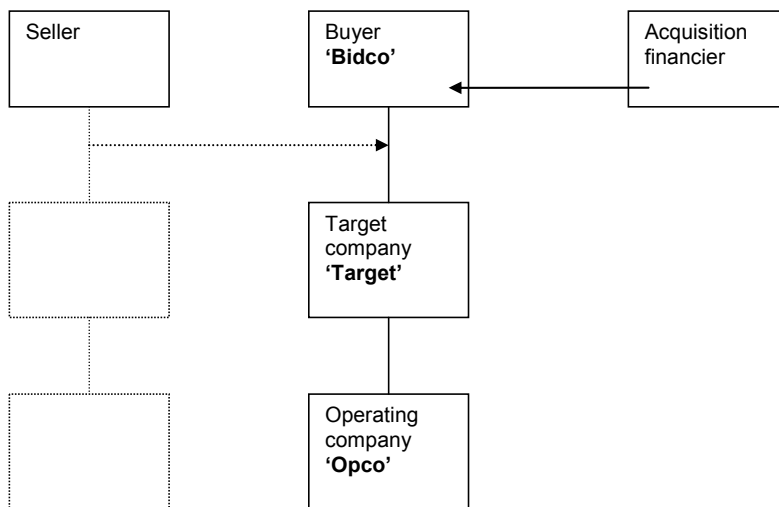 Seller
Buyer
‘Bidco’
Acquisition
financier
Target
company
‘Target’
Operating
company
‘Opco’